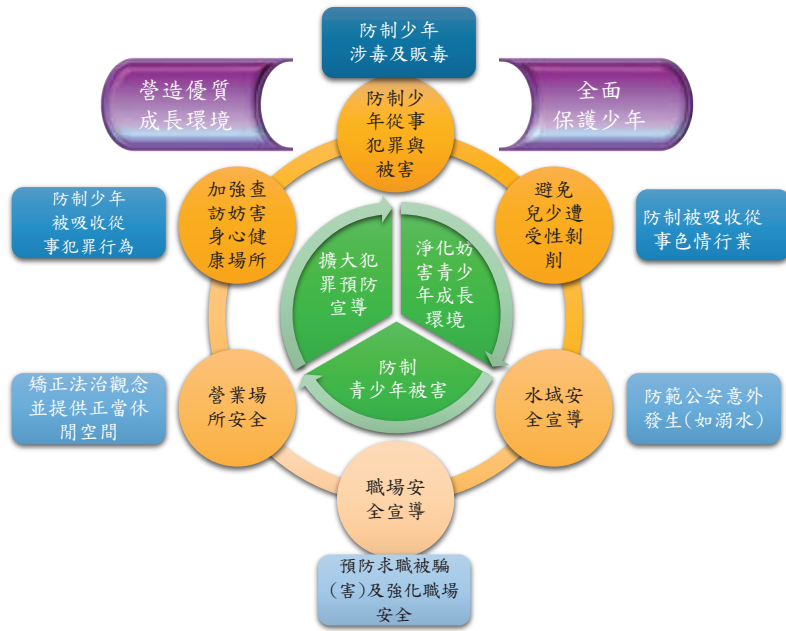 防制少年
涉毒及販毒
營造優質
成長環境
全面
保護少年
防制少
年從事
犯罪與
被害
加強查
訪妨害
身心健
康場所
避免
兒少遭
受性剝
削
防制少年
被吸收從
事犯罪行為
防制被吸收從
事色情行業
擴大犯
罪預防
宣導
淨化妨
害青少
年成長
環境
防制
青少年被害
矯正法治觀念
並提供正當休
閒空間
營業場
所安全
水域安
全宣導
防範公安意外
發生(如溺水)
職場安
全宣導
預防求職被騙
(害)及強化職場
安全